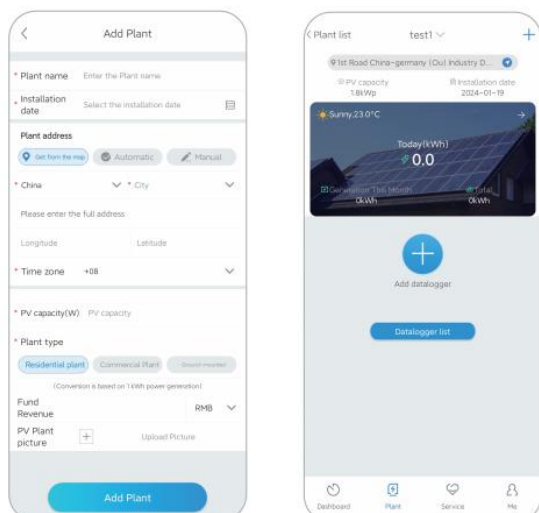 Add Plant
* Plant name Enter the Plant name
* Installation date Select the installation date
Plant address
Get from the map Automatic Manual
* China * City
Please enter the full address
Longitude Latitude
* Time zone +08
* PV capacity(W) PV capacity
* Plant type
Residential plant Commercial Plant Ground-mounted
(Conversion is based on 1 kWh power generation)
Fund Revenue RMB
PV Plant picture Upload Picture
Add Plant
Plant list test1
1st Road China-germany (Ou) Industry D...
PV capacity Installation date
1.8kWp 2024-01-19
Sunny,23.0°C
Today(kWh)
0.0
Generation This Month Total
0kWh 0kWh
Add datalogger
Datalogger list
Dashboard Plant Service Me